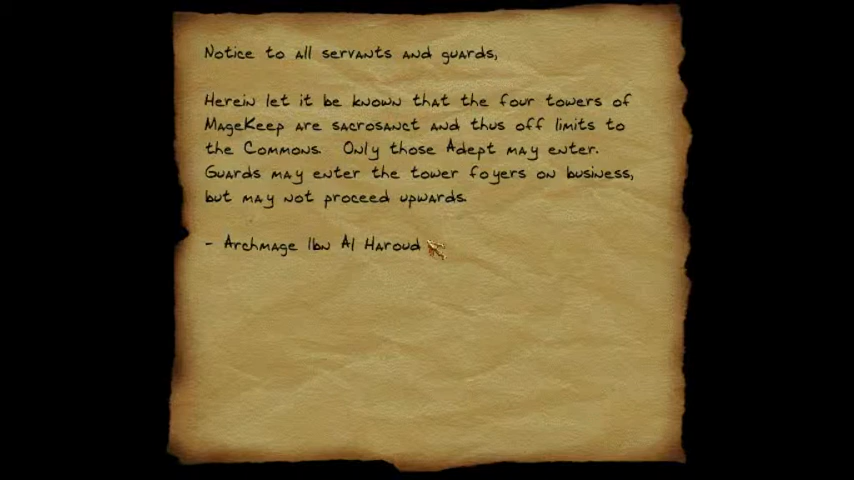 Notice to all servants and guards,
Herein let it be known that the four towers of
MageKeep are sacrosanct and thus off limits to
the Commons. Only those Adept may enter.
Guards may enter the tower foyers on business,
but may not proceed upwards.
- Archmage Ibn Al Haroud